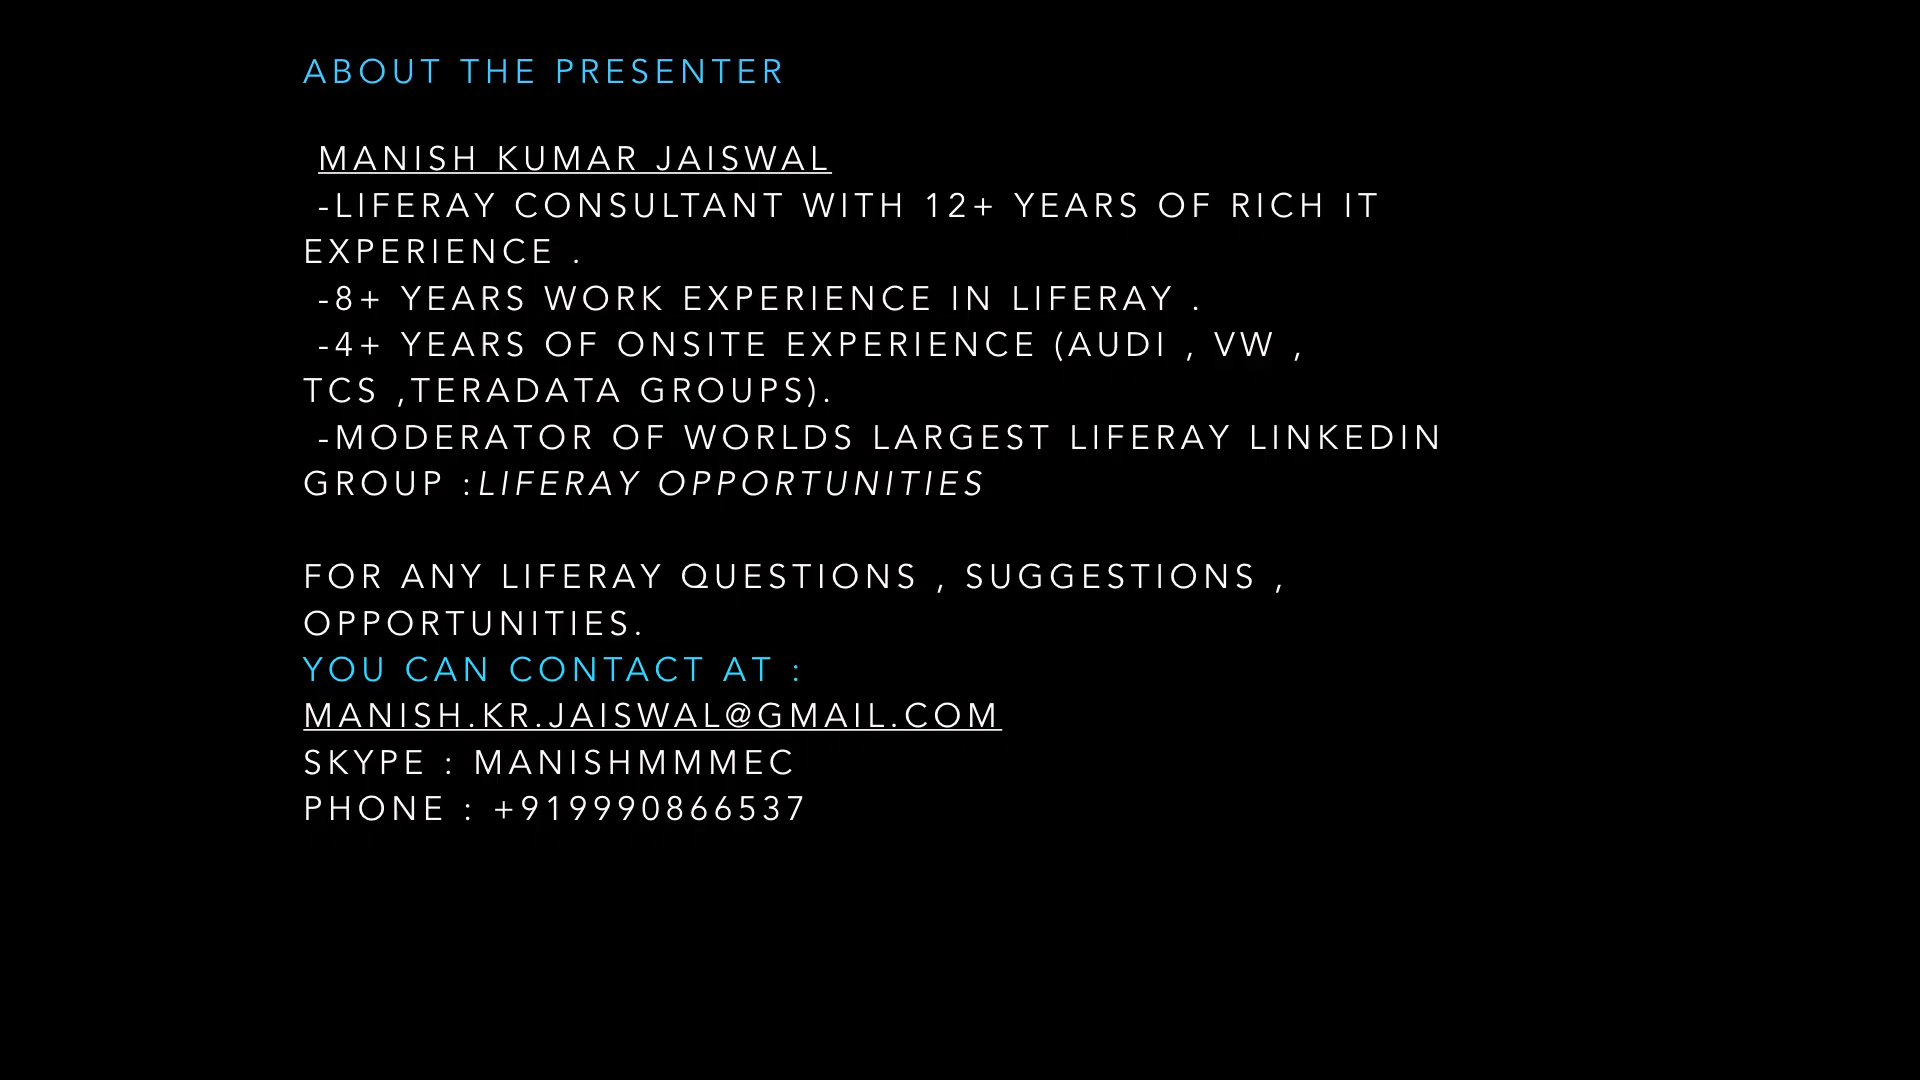 ABOUT THE PRESENTER
MANISH KUMAR JAISWAL
-LIFERAY CONSULTANT WITH 12+ YEARS OF RICH IT
EXPERIENCE .
-8+ YEARS WORK EXPERIENCE IN LIFERAY .
-4+ YEARS OF ONSITE EXPERIENCE (AUDI , VW ,
TCS ,TERADATA GROUPS).
-MODERATOR OF WORLDS LARGEST LIFERAY LINKEDIN
GROUP :LIFERAY OPPORTUNITIES
FOR ANY LIFERAY QUESTIONS , SUGGESTIONS ,
OPPORTUNITIES.
YOU CAN CONTACT AT :
MANISH.KR.JAISWAL@GMAIL.COM
SKYPE : MANISHMMMEC
PHONE : +919990866537